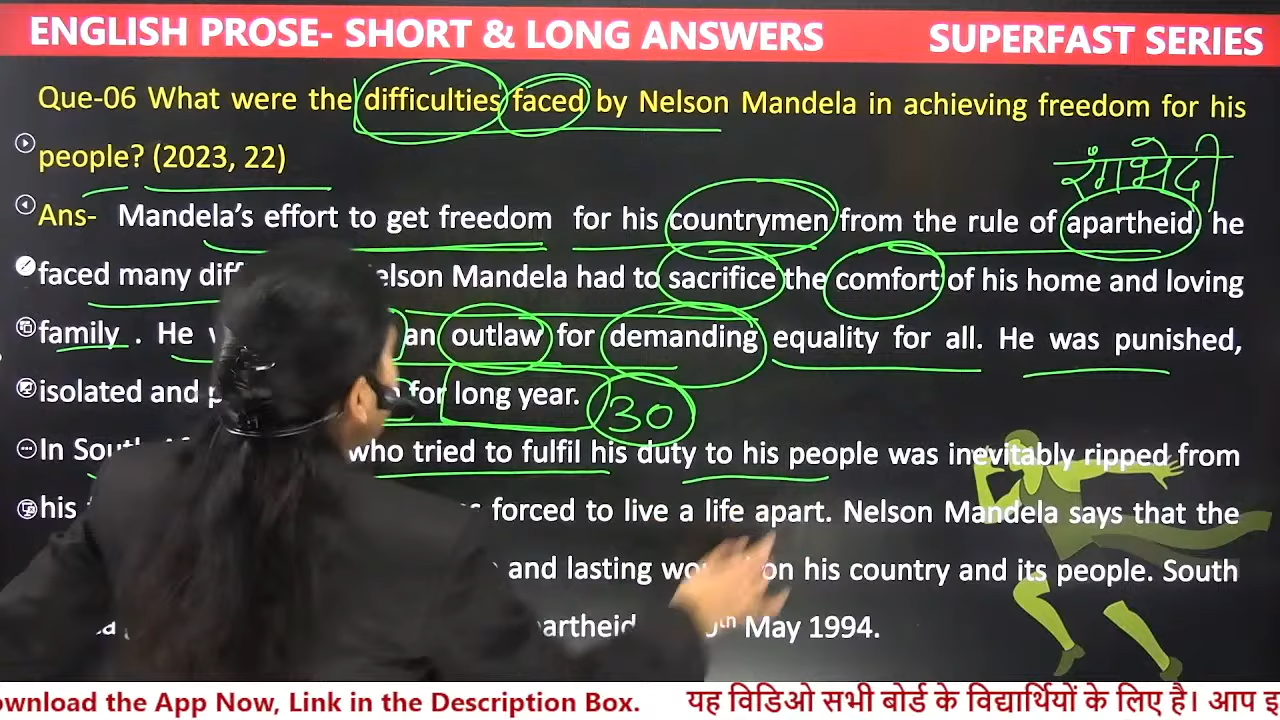 ENGLISH PROSE- SHORT & LONG ANSWERS SUPERFAST SERIES
Que-06 What were the difficulties faced by Nelson Mandela in achieving freedom for his
people? (2023, 22)
रंगभेदी
Ans- Mandela's effort to get freedom for his countrymen from the rule of apartheid, he
faced many Nelson Mandela had to sacrifice the comfort of his home and loving
family . He an outlaw for demanding equality for all. He was punished,
isolated and for long year. 30
In who tried to fulfil his duty to his people was inevitably ripped from
his forced to live a life apart. Nelson Mandela says that the
and lasting on his country and its people. South
May 1994.
ownload the App Now, Link in the Description Box. यह विडिओ सभी बोर्ड के विद्यार्थियों के लिए है। आप इ